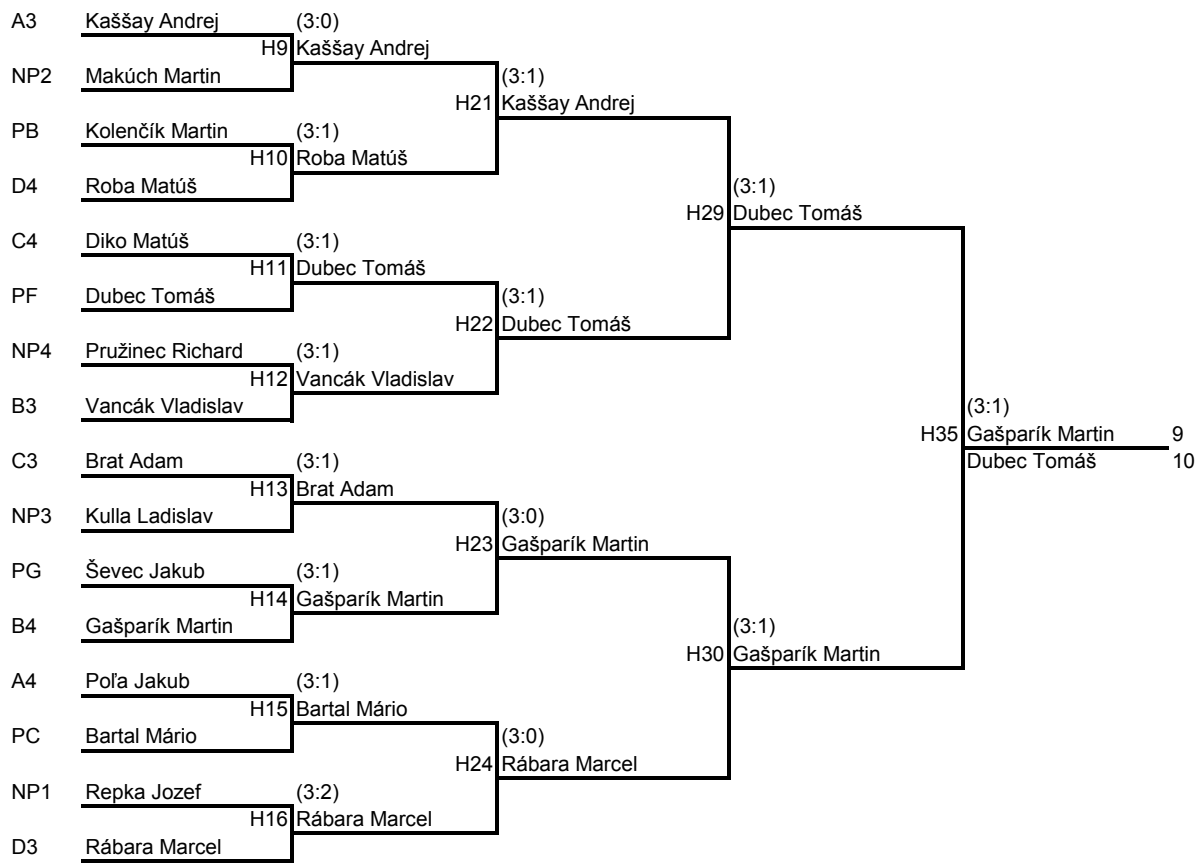 A3 Kaššay Andrej (3:0)
H9 Kaššay Andrej
NP2 Makúch Martin (3:1)
H21 Kaššay Andrej
PB Kolenčík Martin (3:1)
H10 Roba Matúš
D4 Roba Matúš (3:1)
H29 Dubec Tomáš
C4 Diko Matúš (3:1)
H11 Dubec Tomáš
PF Dubec Tomáš (3:1)
H22 Dubec Tomáš
NP4 Pružinec Richard (3:1)
H12 Vancák Vladislav
B3 Vancák Vladislav (3:1)
H35 Gašparík Martin 9
C3 Brat Adam (3:1) Dubec Tomáš 10
H13 Brat Adam
NP3 Kulla Ladislav (3:0)
H23 Gašparík Martin
PG Ševec Jakub (3:1)
H14 Gašparík Martin
B4 Gašparík Martin (3:1)
H30 Gašparík Martin
A4 Poľa Jakub (3:1)
H15 Bartal Mário
PC Bartal Mário (3:0)
H24 Rábara Marcel
NP1 Repka Jozef (3:2)
H16 Rábara Marcel
D3 Rábara Marcel